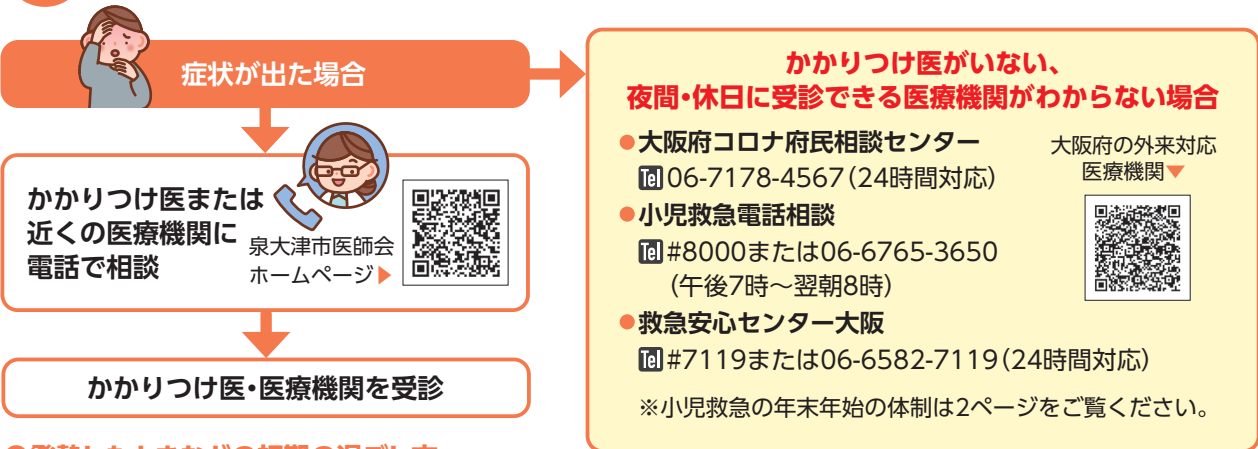 症状が出た場合
かかりつけ医または
近くの医療機関に
電話で相談
泉大津市医師会
ホームページ▶
かかりつけ医・医療機関を受診
かかりつけ医がいない、
夜間・休日に受診できる医療機関がわからない場合
●大阪府コロナ府民相談センター
Tel 06-7178-4567(24時間対応)
●小児救急電話相談
Tel #8000または06-6765-3650
(午後7時～翌朝8時)
●救急安心センター大阪
Tel #7119または06-6582-7119(24時間対応)
※小児救急の年末年始の体制は2ページをご覧ください。
大阪府の外来対応
医療機関▼